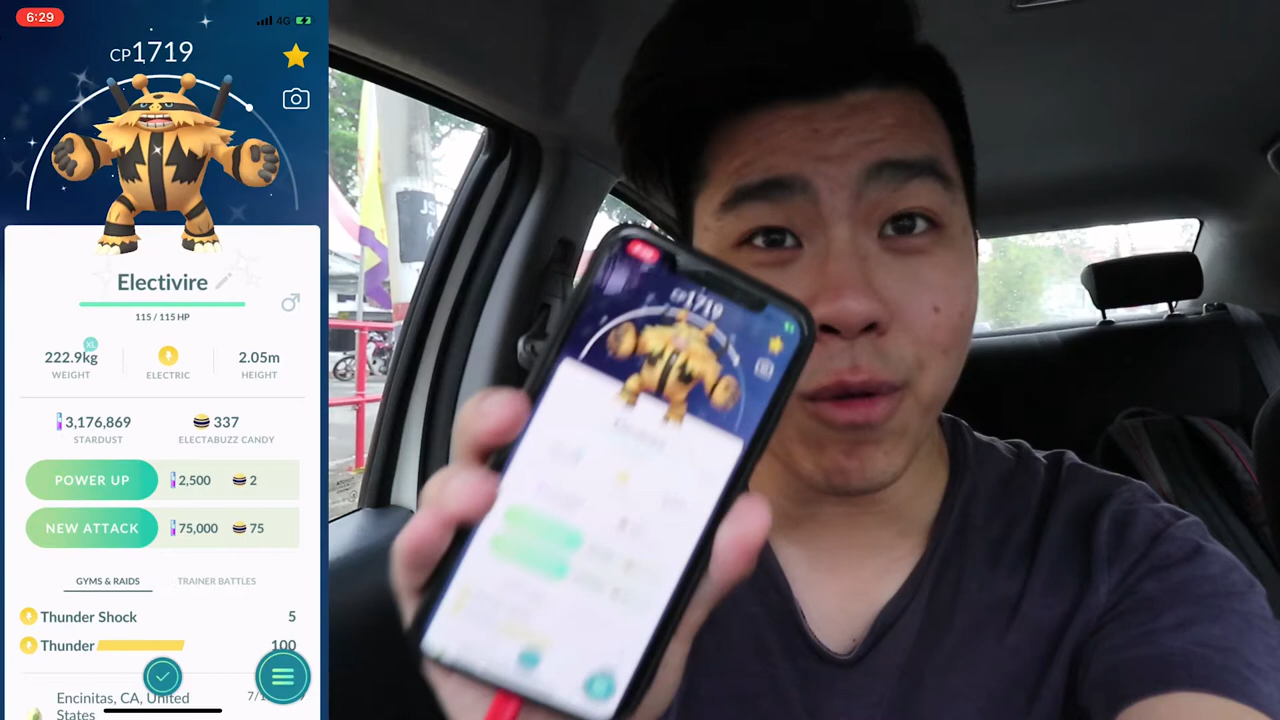 6:29
4G
CP1719
Electivire
115 / 115 HP
XL
222.9kg
2.05m
WEIGHT
ELECTRIC
HEIGHT
3,176,869
337
STARDUST
ELECTABUZZ CANDY
POWER UP
2,500
2
NEW ATTACK
75,000
75
GYMS & RAIDS
TRAINER BATTLES
Thunder Shock
5
Thunder
100
Encinitas, CA, United
States
CP1719